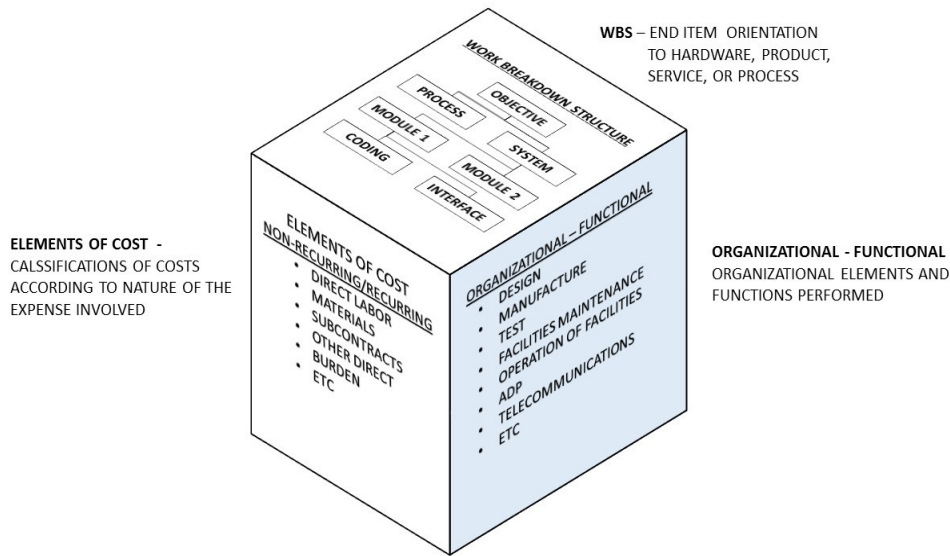 WBS – END ITEM ORIENTATION
TO HARDWARE, PRODUCT,
SERVICE, OR PROCESS
WORK BREAKDOWN STRUCTURE
OBJECTIVE
PROCESS
SYSTEM
MODULE 1
MODULE 2
CODING
INTERFACE
ELEMENTS OF COST -
CALSSIFICATIONS OF COSTS
ACCORDING TO NATURE OF THE
EXPENSE INVOLVED
ELEMENTS OF COST
NON-RECURRING/RECURRING
• DIRECT LABOR
• MATERIALS
• SUBCONTRACTS
• OTHER DIRECT
• BURDEN
• ETC
ORGANIZATIONAL – FUNCTIONAL
• DESIGN
• MANUFACTURE
• TEST
• FACILITIES MAINTENANCE
• OPERATION OF FACILITIES
• ADP
• TELECOMMUNICATIONS
• ETC
ORGANIZATIONAL - FUNCTIONAL
ORGANIZATIONAL ELEMENTS AND
FUNCTIONS PERFORMED